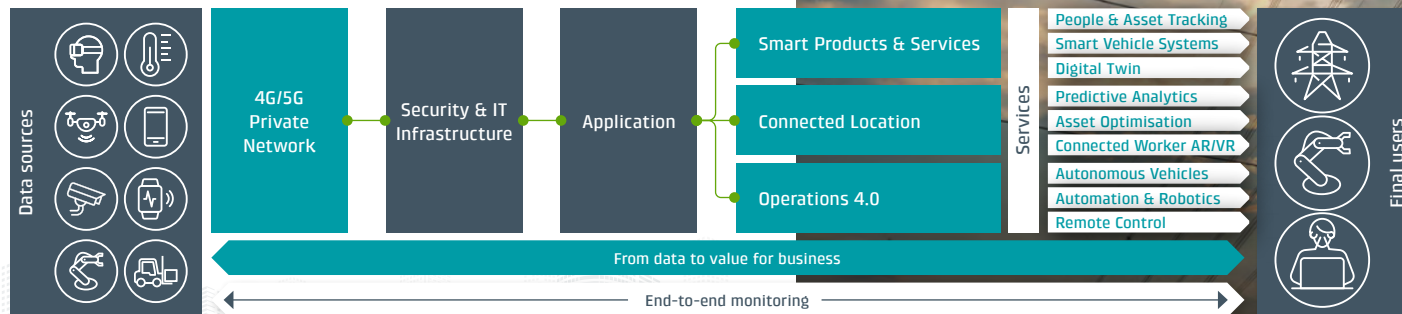 Data sources
4G/5G
Private
Network
Security & IT
Infrastructure
Application
Smart Products & Services
Connected Location
Operations 4.0
Services
People & Asset Tracking
Smart Vehicle Systems
Digital Twin
Predictive Analytics
Asset Optimisation
Connected Worker AR/VR
Autonomous Vehicles
Automation & Robotics
Remote Control
Final users
From data to value for business
End-to-end monitoring